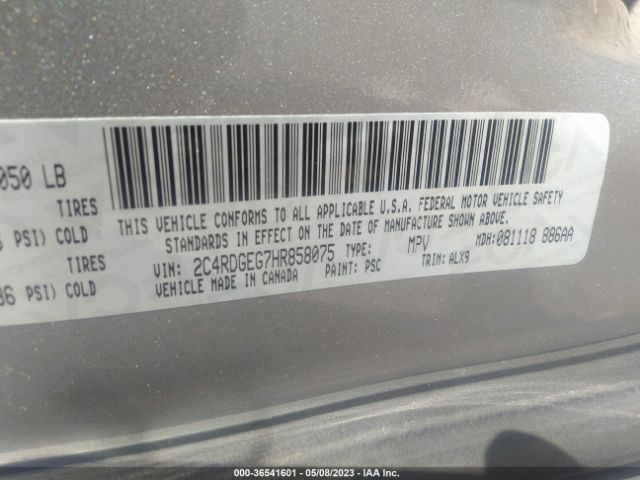 050 LB
TIRES
PSI) COLD
TIRES
36 PSI) COLD
THIS VEHICLE CONFORMS TO ALL APPLICABLE U.S.A. FEDERAL MOTOR VEHICLE SAFETY
STANDARDS IN EFFECT ON THE DATE OF MANUFACTURE SHOWN ABOVE.
VIN: 2C4RDGEG7HR858075 TYPE: MPV MDH:081118 886AA
VEHICLE MADE IN CANADA PAINT: PSC TRIM:ALX9
000-36541601 - 05/08/2023 - IAA Inc.